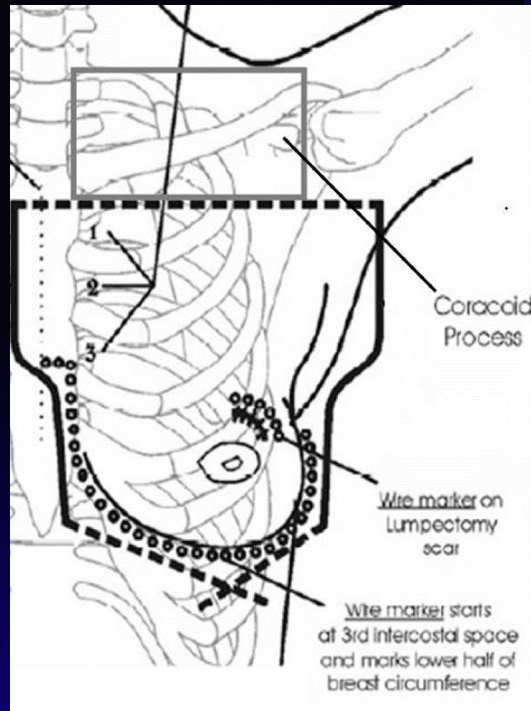 1
2
3
Coracoid
Process
Wire marker on
Lumpectomy
scar
Wire marker starts
at 3rd intercostal space
and marks lower half of
breast circumference